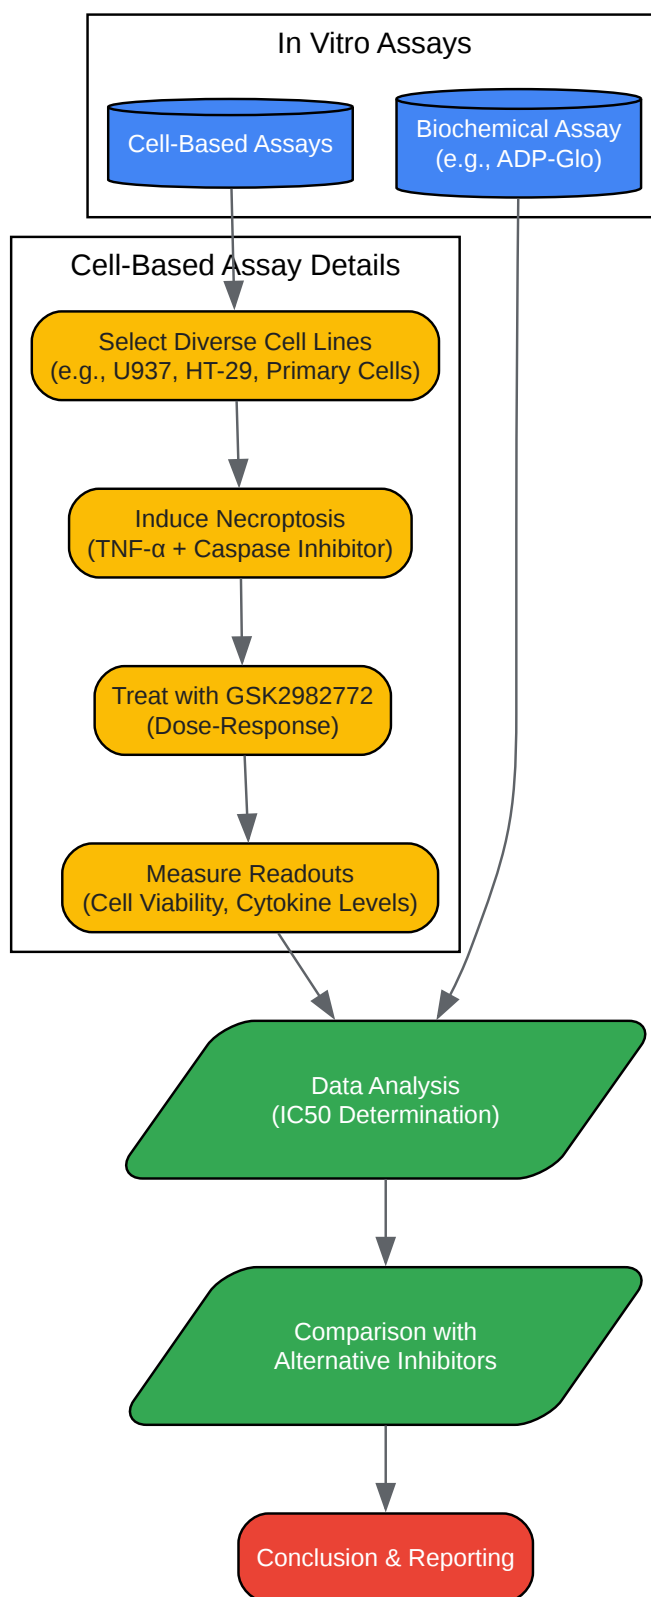 In Vitro Assays
Cell-Based Assays
Biochemical Assay
(e.g., ADP-Glo)
Cell-Based Assay Details
Select Diverse Cell Lines
(e.g., U937, HT-29, Primary Cells)
Induce Necroptosis
(TNF-α + Caspase Inhibitor)
Treat with GSK2982772
(Dose-Response)
Measure Readouts
(Cell Viability, Cytokine Levels)
Data Analysis
(IC50 Determination)
Comparison with
Alternative Inhibitors
Conclusion & Reporting